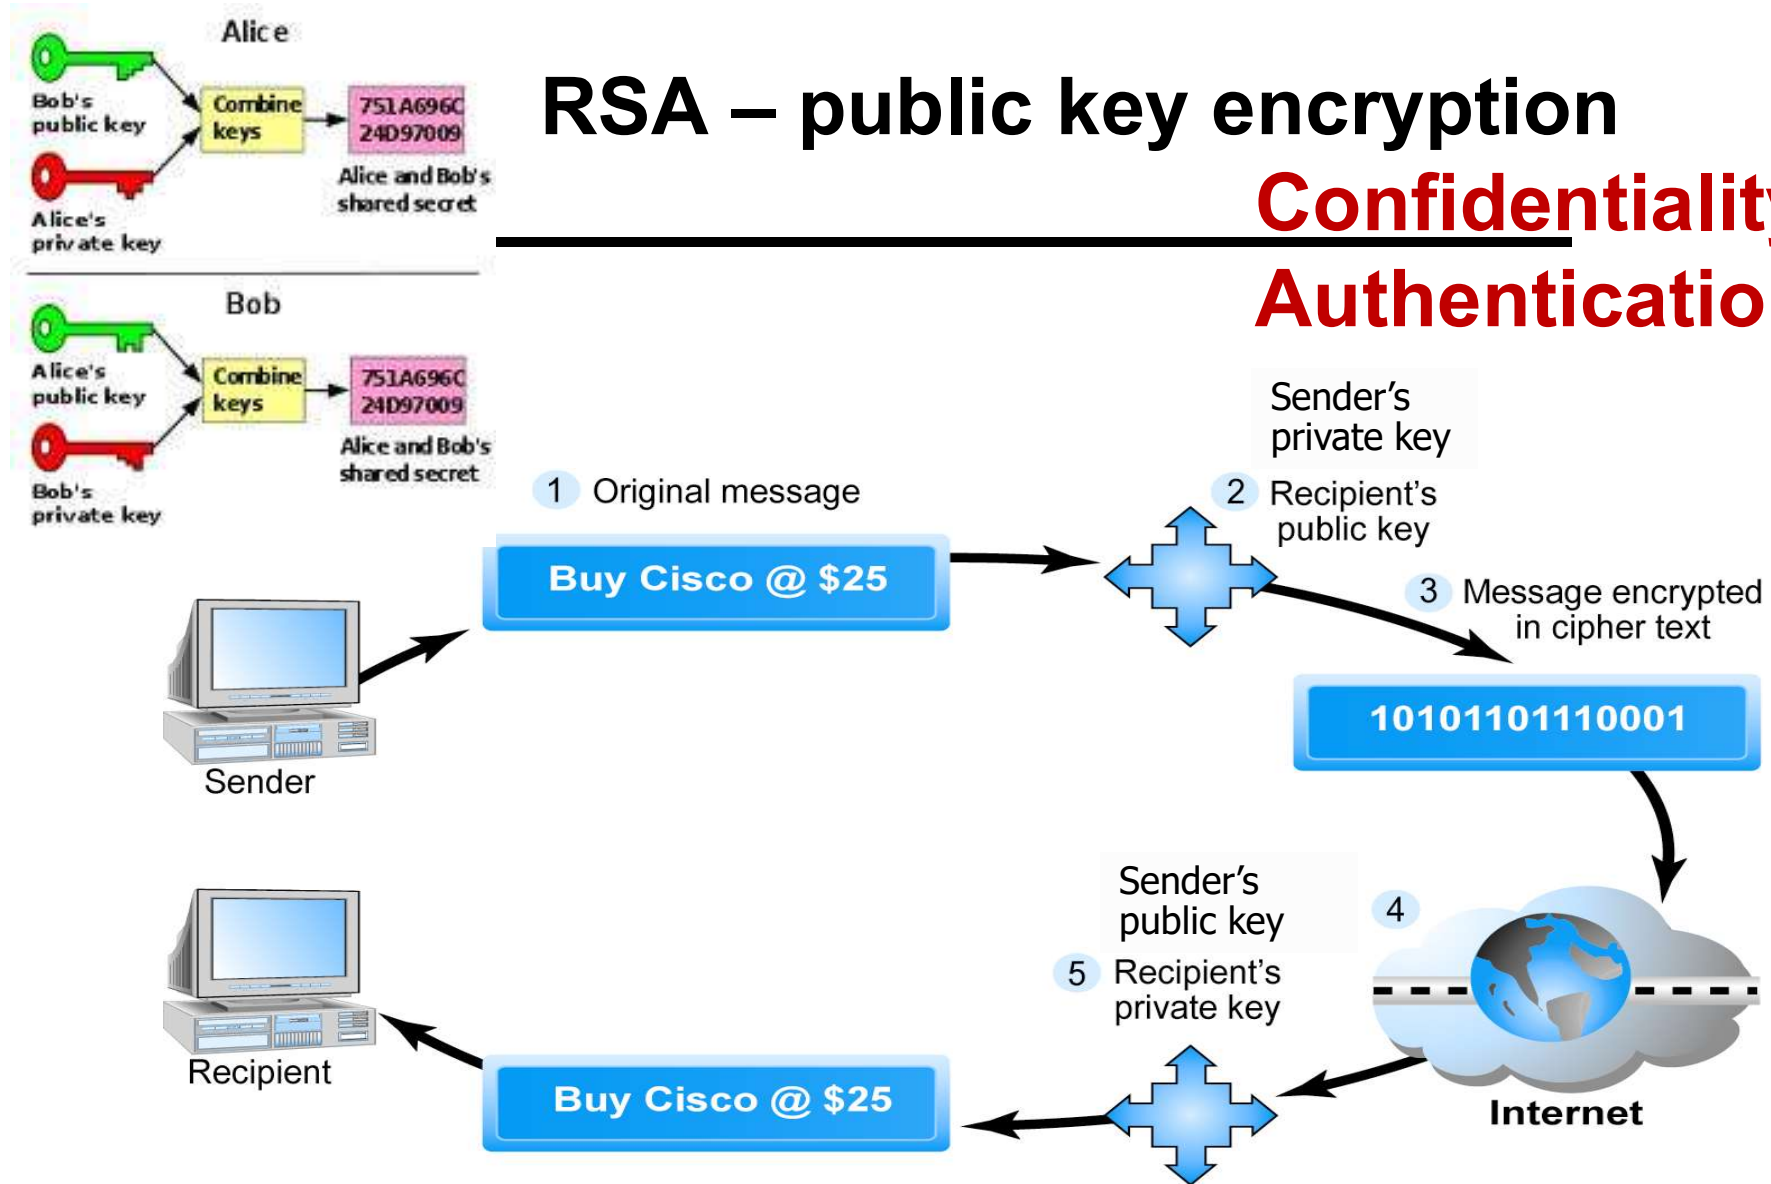 Alice
Bob's
public key
Combine
keys
751A696C
24D97009
Alice and Bob's
shared secret
Alice's
private key
Bob
Alice's
public key
Combine
keys
751A696C
24D97009
Alice and Bob's
shared secret
Bob's
private key
RSA – public key encryption
Confidentiality
Authenticatio
Sender's
private key
1 Original message
2 Recipient's
public key
Buy Cisco @ $25
3 Message encrypted
in cipher text
10101101110001
Sender
Sender's
public key
4
5 Recipient's
private key
Recipient
Buy Cisco @ $25
Internet